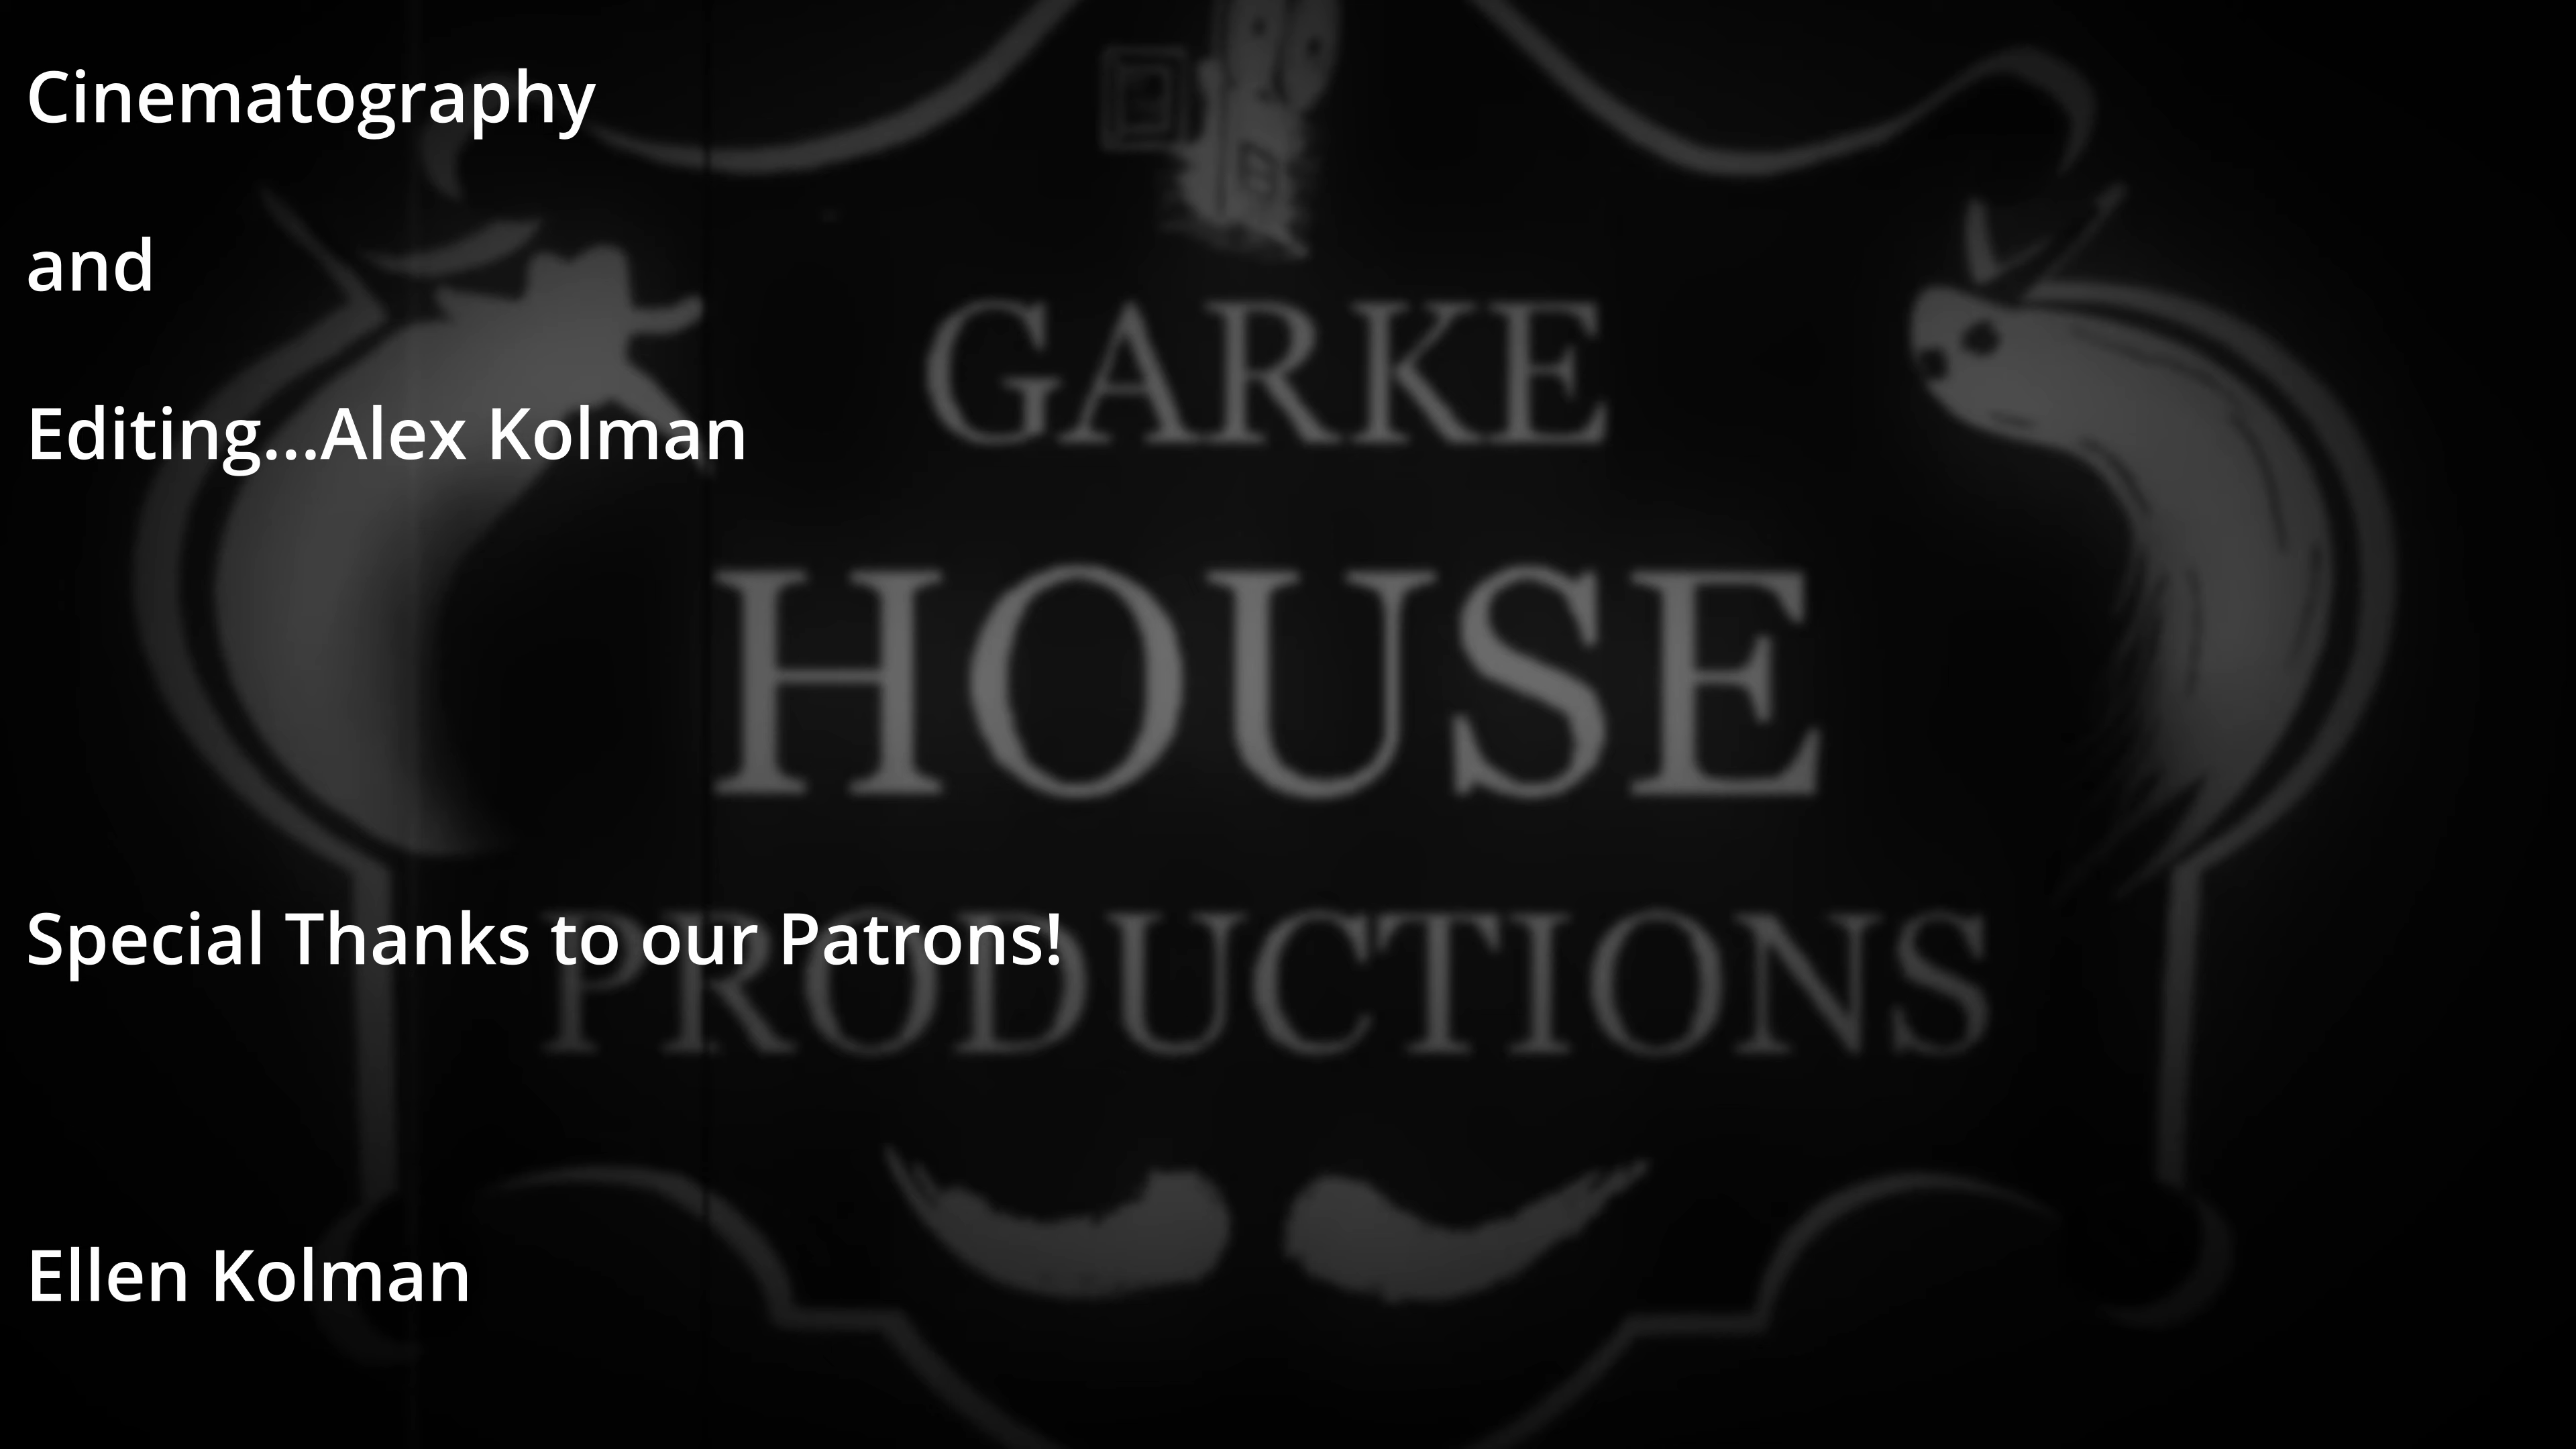 Cinematography
and
Editing...Alex Kolman
Special Thanks to our Patrons!
Ellen Kolman
GARKE
HOUSE
PRODUCTIONS